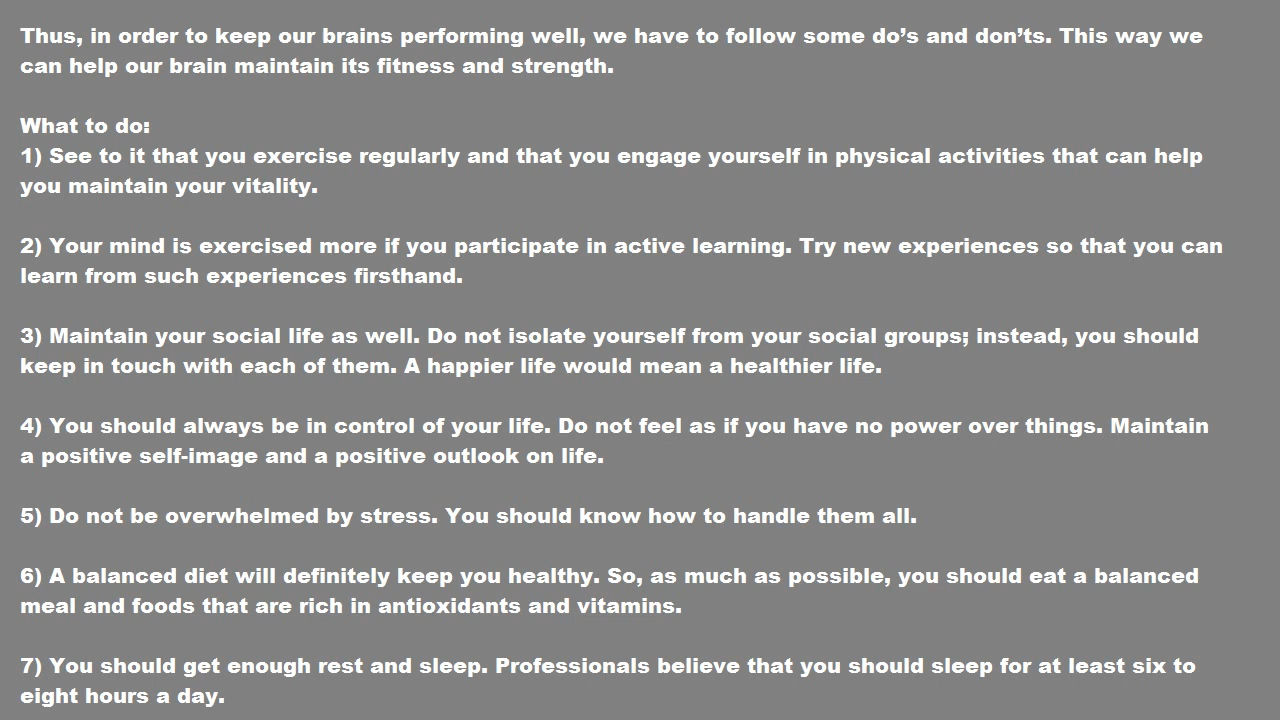 Thus, in order to keep our brains performing well, we have to follow some do’s and don’ts. This way we
can help our brain maintain its fitness and strength.
What to do:
1) See to it that you exercise regularly and that you engage yourself in physical activities that can help
you maintain your vitality.
2) Your mind is exercised more if you participate in active learning. Try new experiences so that you can
learn from such experiences firsthand.
3) Maintain your social life as well. Do not isolate yourself from your social groups; instead, you should
keep in touch with each of them. A happier life would mean a healthier life.
4) You should always be in control of your life. Do not feel as if you have no power over things. Maintain
a positive self-image and a positive outlook on life.
5) Do not be overwhelmed by stress. You should know how to handle them all.
6) A balanced diet will definitely keep you healthy. So, as much as possible, you should eat a balanced
meal and foods that are rich in antioxidants and vitamins.
7) You should get enough rest and sleep. Professionals believe that you should sleep for at least six to
eight hours a day.